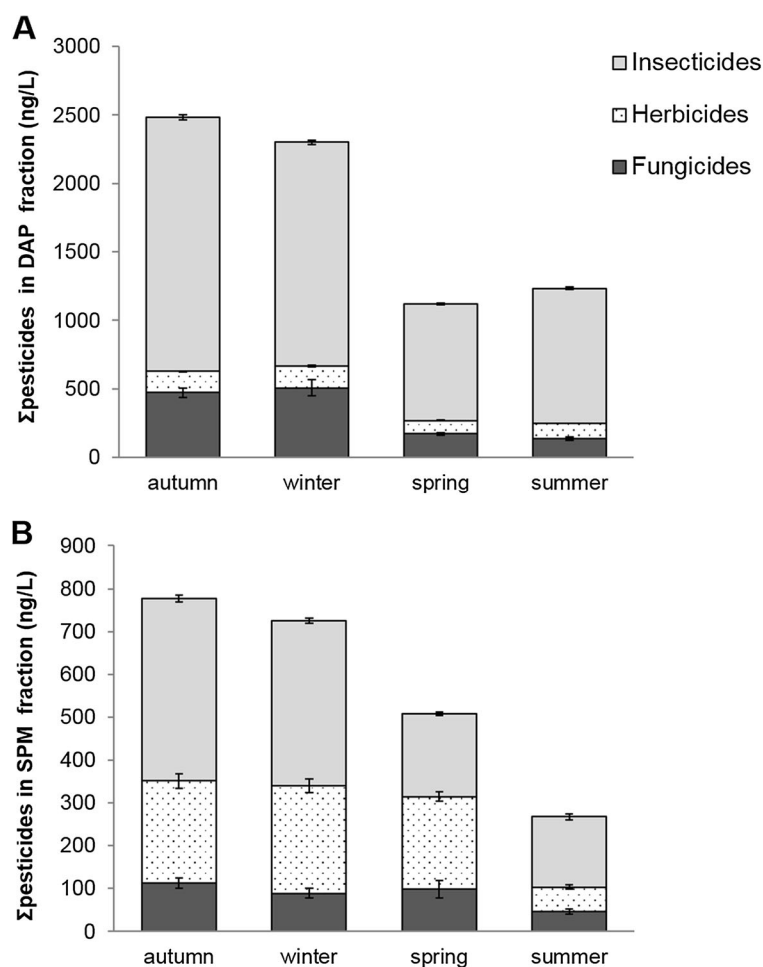 A
Σpesticides in DAP fraction (ng/L)
3000
2500
2000
1500
1000
500
0
autumn winter spring summer
Insecticides
Herbicides
Fungicides
B
Σpesticides in SPM fraction (ng/L)
900
800
700
600
500
400
300
200
100
0
autumn winter spring summer